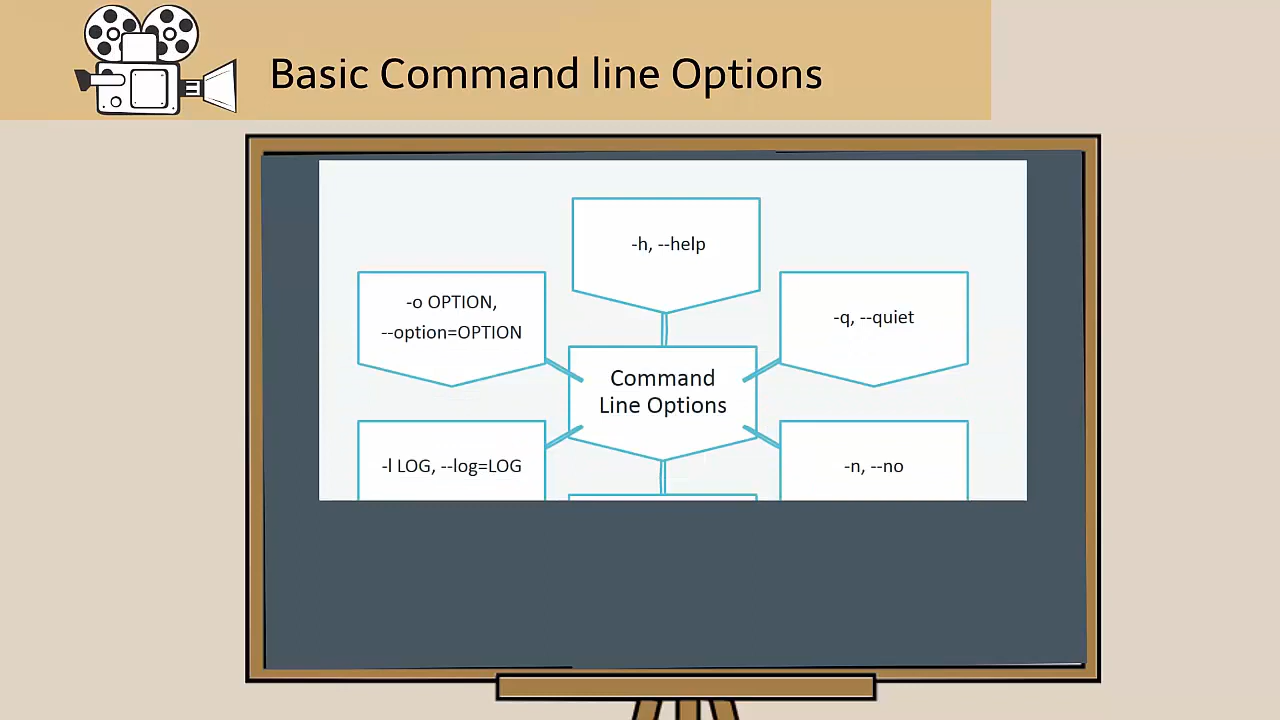 Basic Command line Options
-h, --help
-o OPTION,
--option=OPTION
-q, --quiet
Command
Line Options
-l LOG, --log=LOG
-n, --no